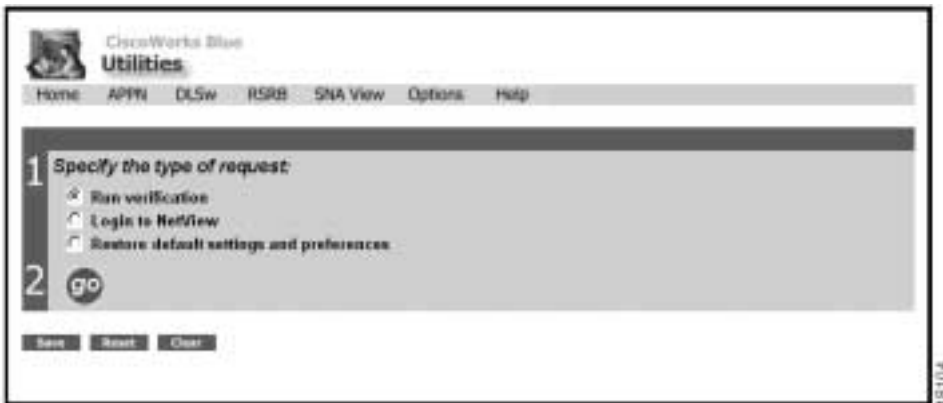 CiscoWorks Blue
Utilities
Home APPN DLSw RSRB SNA View Options Help
1 Specify the type of request:
Run verification
Login to NetView
Restore default settings and preferences
2 go
Save Reset Clear